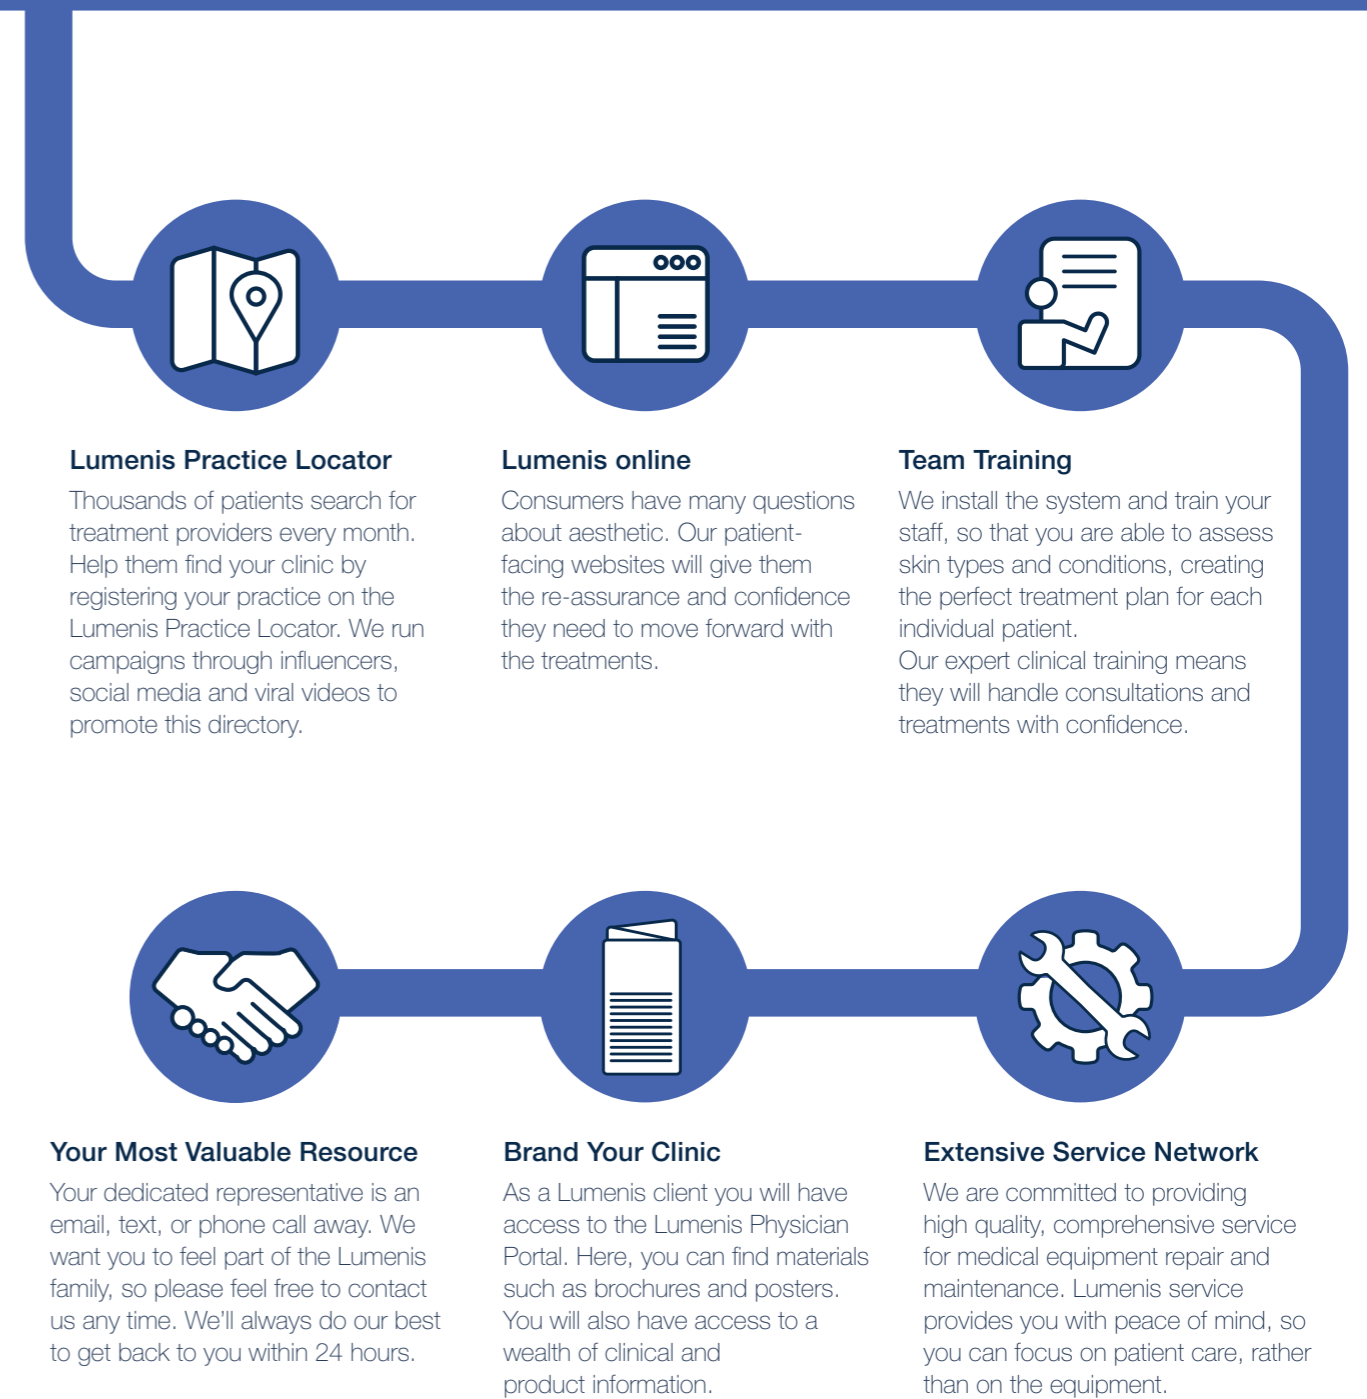 Lumenis Practice Locator
Thousands of patients search for
treatment providers every month.
Help them find your clinic by
registering your practice on the
Lumenis Practice Locator. We run
campaigns through influencers,
social media and viral videos to
promote this directory.
Lumenis online
Consumers have many questions
about aesthetic. Our patient-
facing websites will give them
the re-assurance and confidence
they need to move forward with
the treatments.
Team Training
We install the system and train your
staff, so that you are able to assess
skin types and conditions, creating
the perfect treatment plan for each
individual patient.
Our expert clinical training means
they will handle consultations and
treatments with confidence.
Your Most Valuable Resource
Your dedicated representative is an
email, text, or phone call away. We
want you to feel part of the Lumenis
family, so please feel free to contact
us any time. We’ll always do our best
to get back to you within 24 hours.
Brand Your Clinic
As a Lumenis client you will have
access to the Lumenis Physician
Portal. Here, you can find materials
such as brochures and posters.
You will also have access to a
wealth of clinical and
product information.
Extensive Service Network
We are committed to providing
high quality, comprehensive service
for medical equipment repair and
maintenance. Lumenis service
provides you with peace of mind, so
you can focus on patient care, rather
than on the equipment.